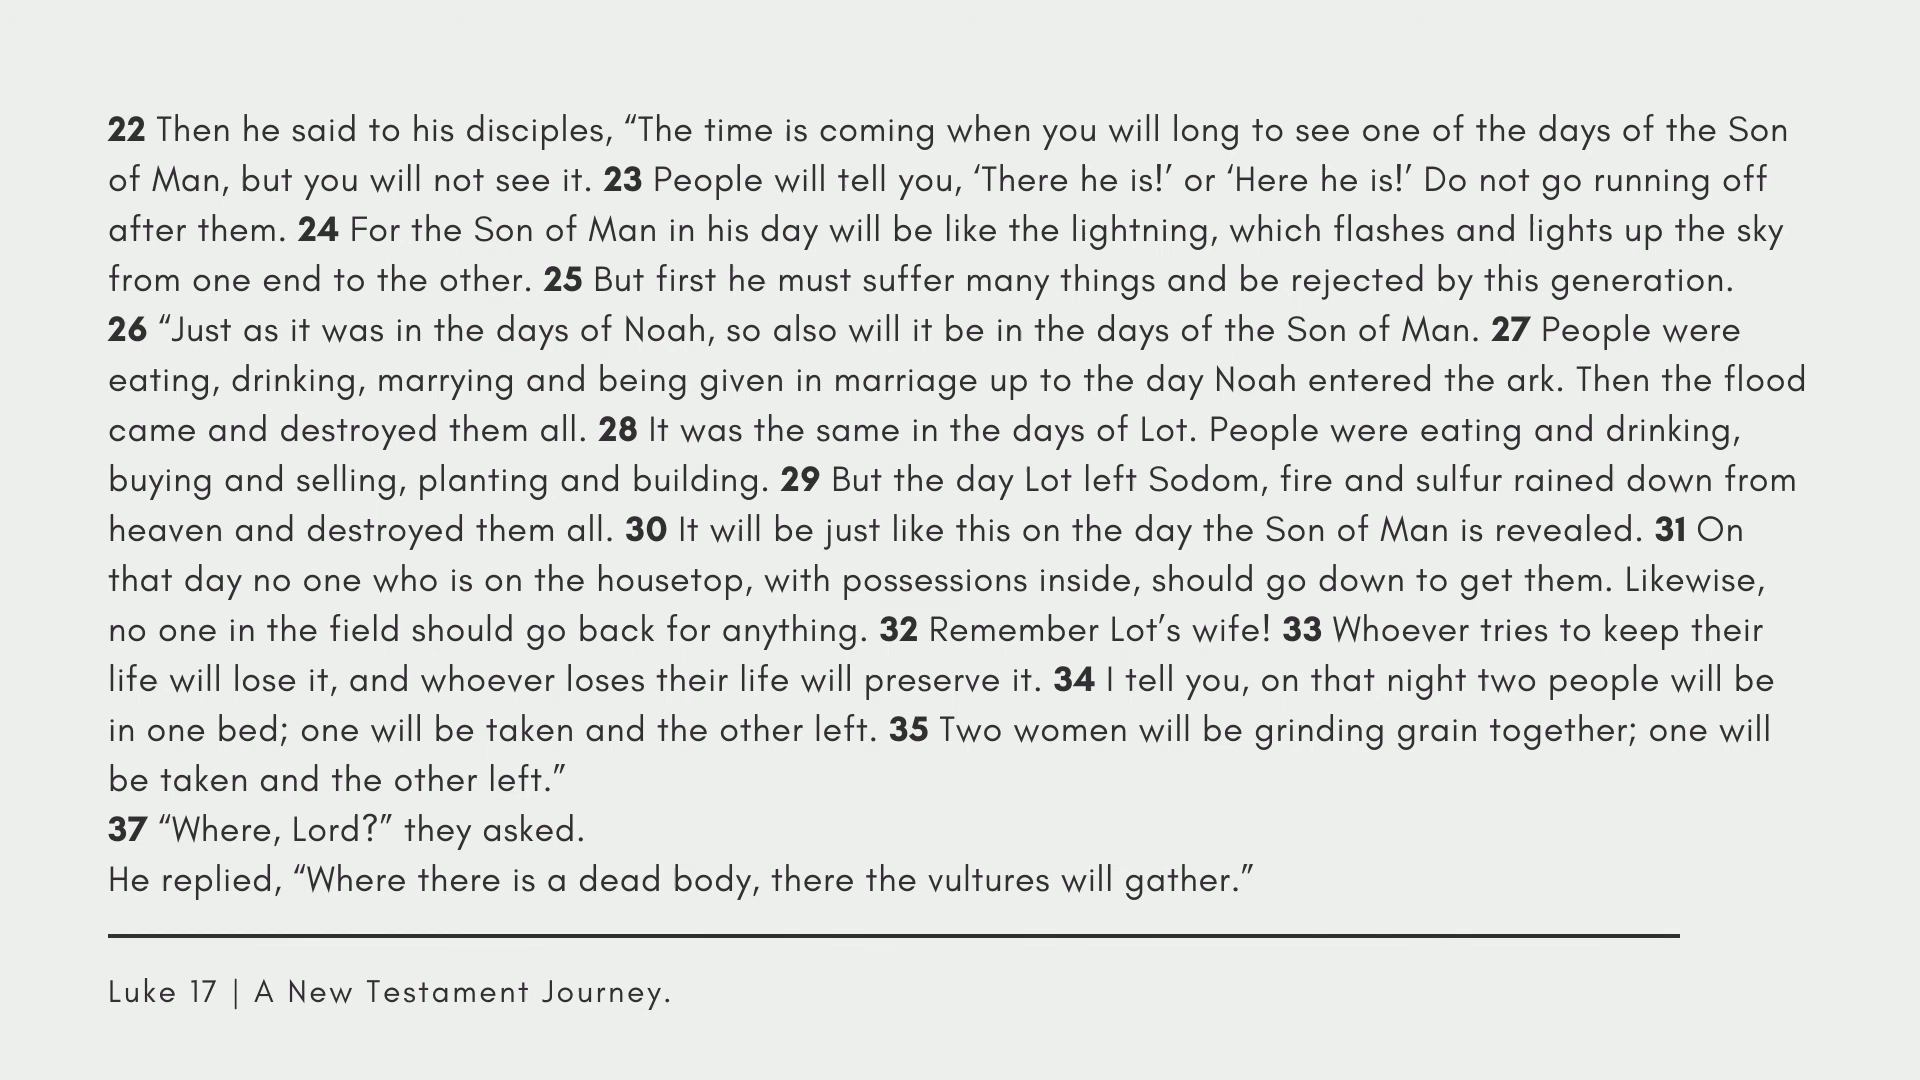 22 Then he said to his disciples, “The time is coming when you will long to see one of the days of the Son
of Man, but you will not see it. 23 People will tell you, ‘There he is!’ or ‘Here he is!’ Do not go running off
after them. 24 For the Son of Man in his day will be like the lightning, which flashes and lights up the sky
from one end to the other. 25 But first he must suffer many things and be rejected by this generation.
26 “Just as it was in the days of Noah, so also will it be in the days of the Son of Man. 27 People were
eating, drinking, marrying and being given in marriage up to the day Noah entered the ark. Then the flood
came and destroyed them all. 28 It was the same in the days of Lot. People were eating and drinking,
buying and selling, planting and building. 29 But the day Lot left Sodom, fire and sulfur rained down from
heaven and destroyed them all. 30 It will be just like this on the day the Son of Man is revealed. 31 On
that day no one who is on the housetop, with possessions inside, should go down to get them. Likewise,
no one in the field should go back for anything. 32 Remember Lot’s wife! 33 Whoever tries to keep their
life will lose it, and whoever loses their life will preserve it. 34 I tell you, on that night two people will be
in one bed; one will be taken and the other left. 35 Two women will be grinding grain together; one will
be taken and the other left.”
37 “Where, Lord?” they asked.
He replied, “Where there is a dead body, there the vultures will gather.”
Luke 17 | A New Testament Journey.